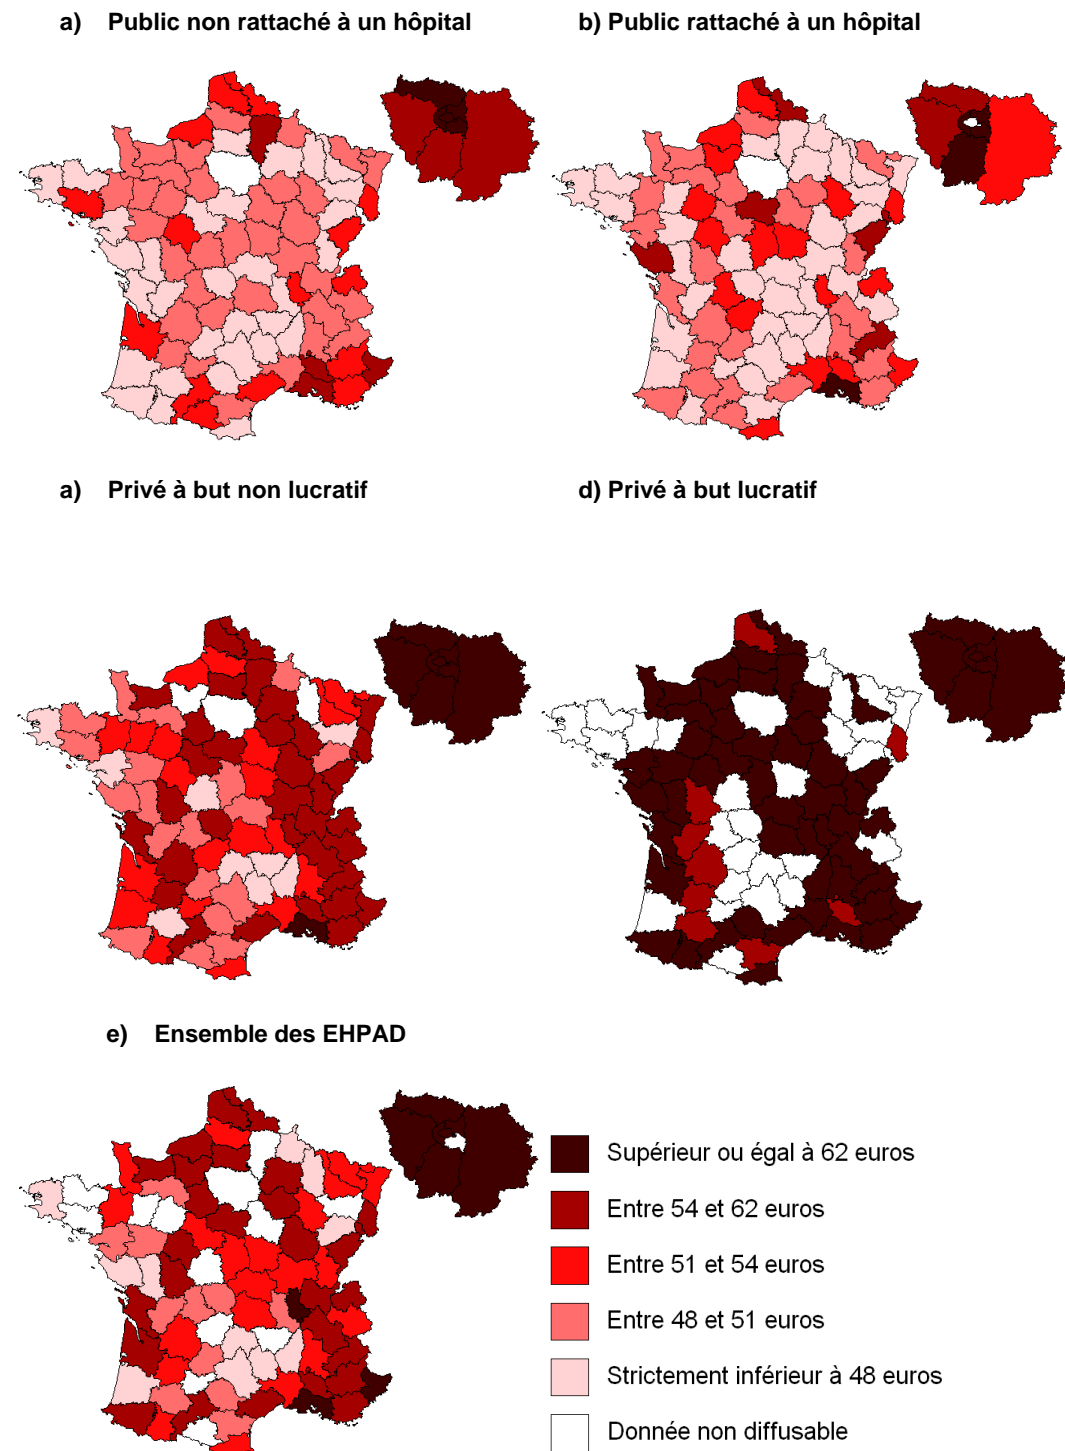 a) Public non rattaché à un hôpital
b) Public rattaché à un hôpital
a) Privé à but non lucratif
d) Privé à but lucratif
e) Ensemble des EHPAD
Supérieur ou égal à 62 euros
Entre 54 et 62 euros
Entre 51 et 54 euros
Entre 48 et 51 euros
Strictement inférieur à 48 euros
Donnée non diffusable